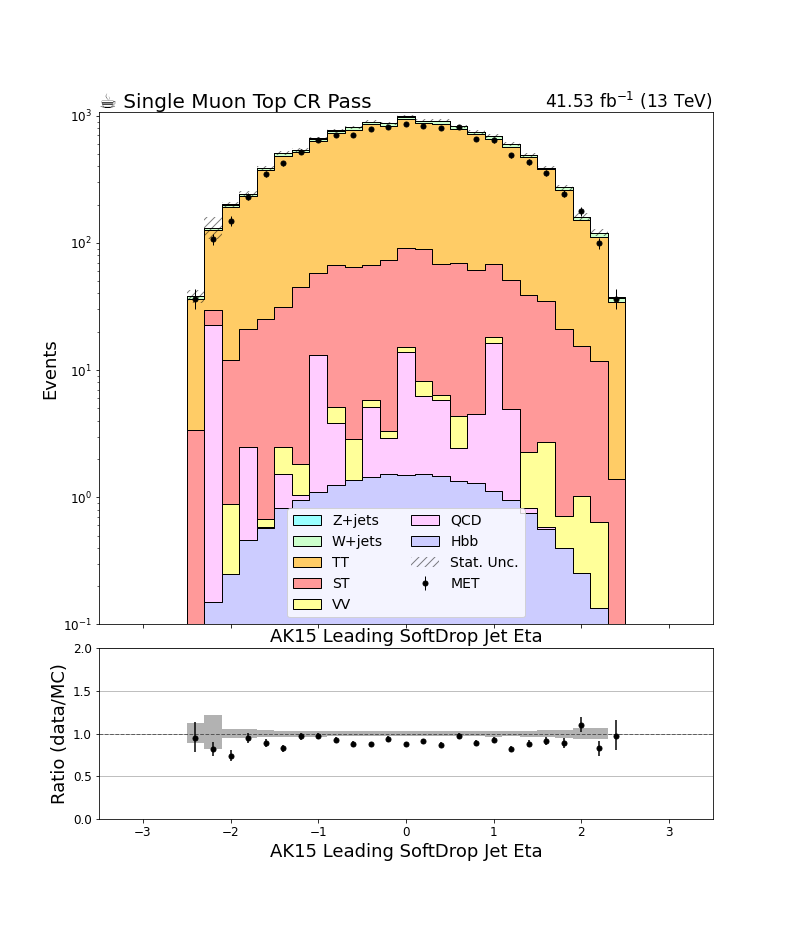 ☕ Single Muon Top CR Pass
41.53 fb⁻¹ (13 TeV)
10³
10²
10¹
10⁰
10⁻¹
Events
Z+jets
W+jets
TT
ST
VV
QCD
Hbb
Stat. Unc.
MET
AK15 Leading SoftDrop Jet Eta
2.0
1.5
1.0
0.5
0.0
Ratio (data/MC)
−3 −2 −1 0 1 2 3
AK15 Leading SoftDrop Jet Eta